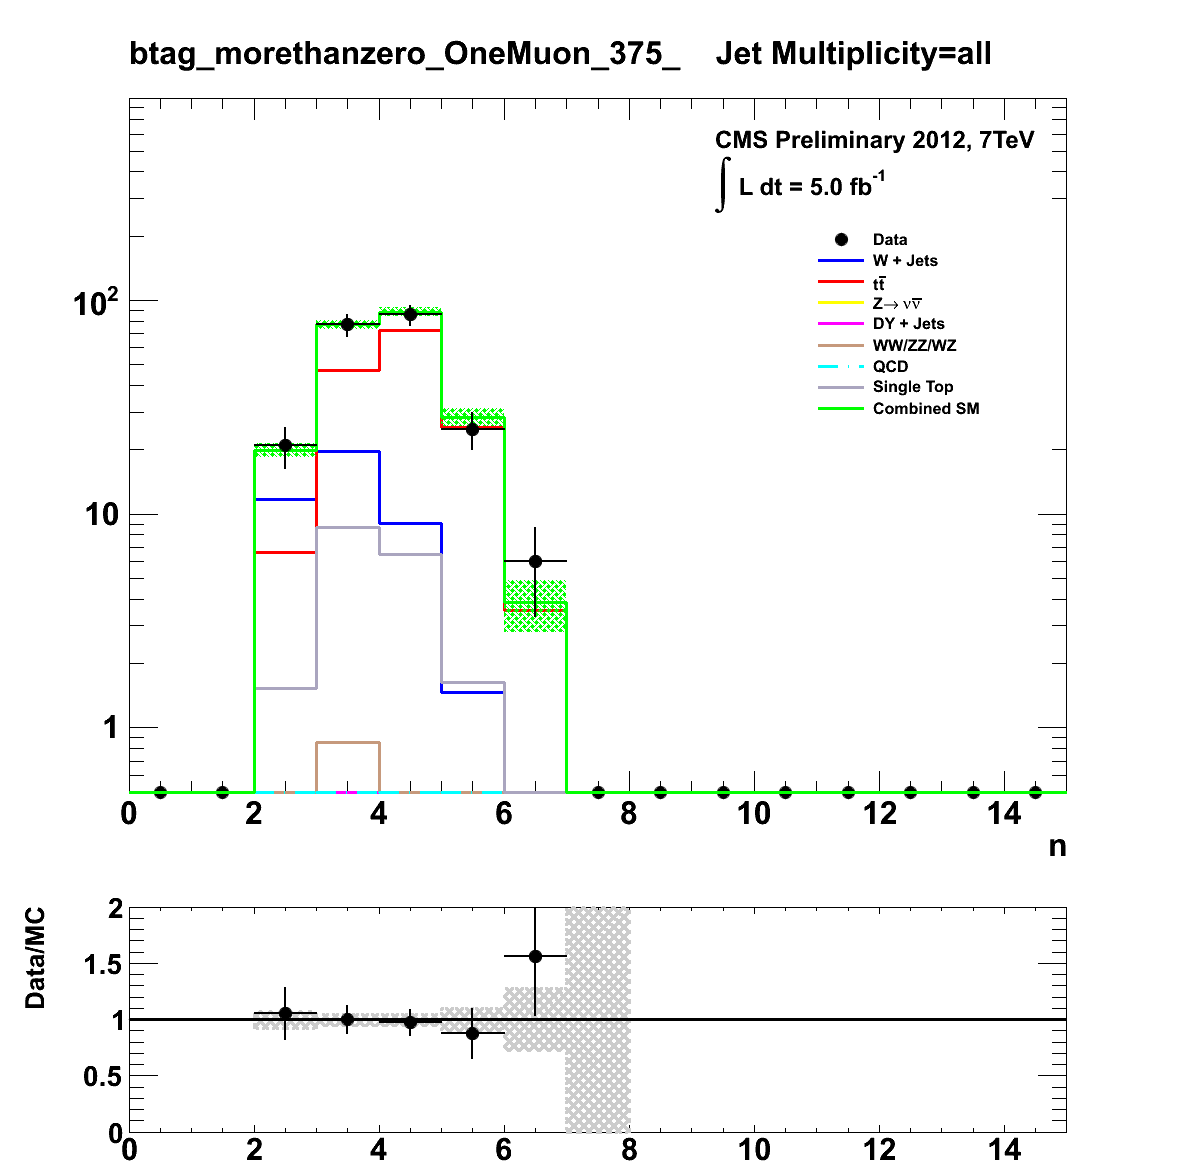 btag_morethanzero_OneMuon_375_ Jet Multiplicity=all
CMS Preliminary 2012, 7TeV
∫ L dt = 5.0 fb⁻¹
Data
W + Jets
tt̅
Z→ νν̅
DY + Jets
WW/ZZ/WZ
QCD
Single Top
Combined SM
10²
10
1
0 2 4 6 8 10 12 14
n
Data/MC
2
1.5
1
0.5
0
0 2 4 6 8 10 12 14